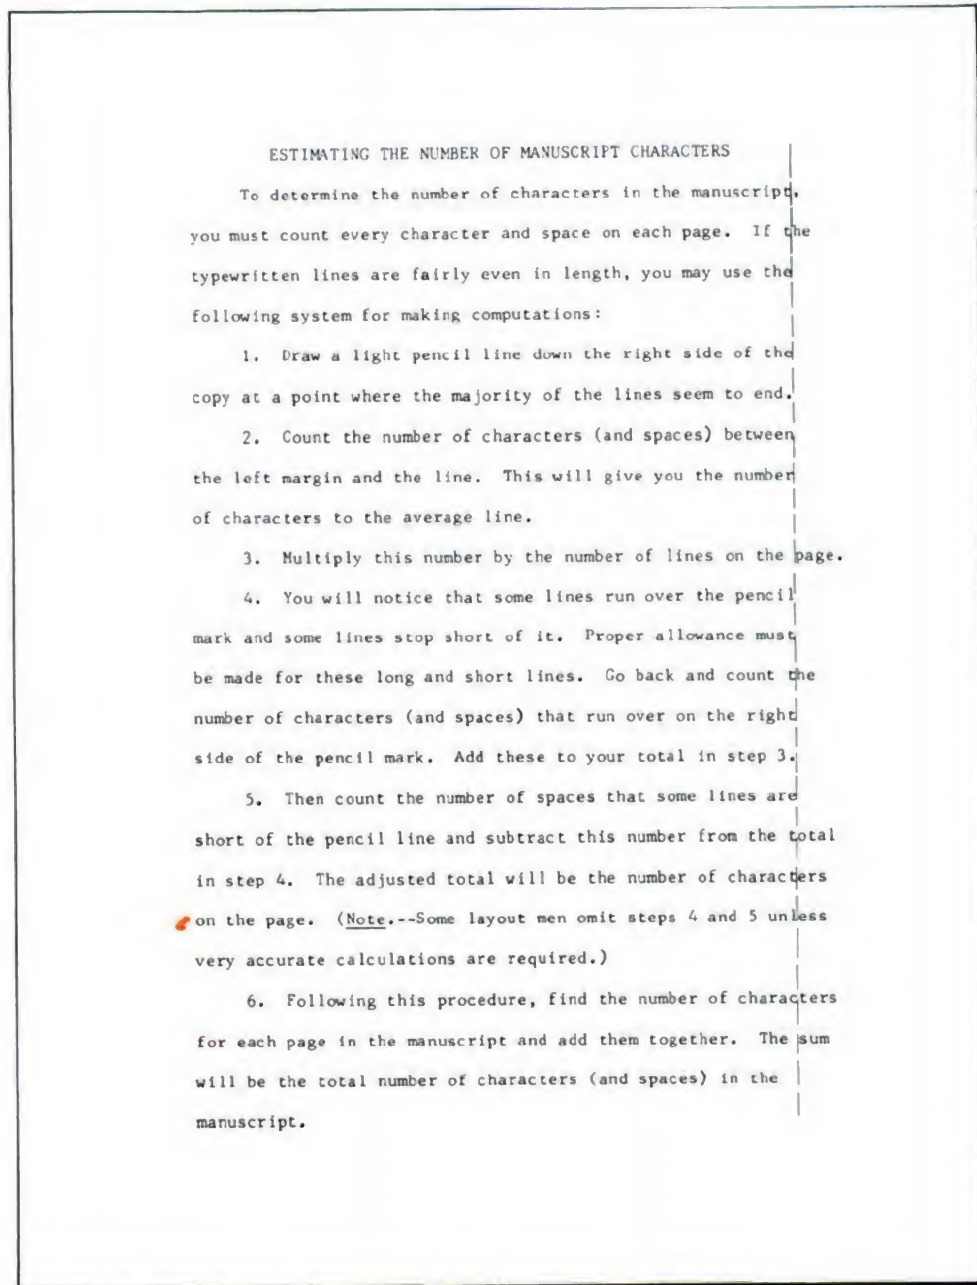 ESTIMATING THE NUMBER OF MANUSCRIPT CHARACTERS
To determine the number of characters in the manuscript,
you must count every character and space on each page.  If the
typewritten lines are fairly even in length, you may use the
following system for making computations:
1.  Draw a light pencil line down the right side of the
copy at a point where the majority of the lines seem to end.
2.  Count the number of characters (and spaces) between
the left margin and the line.  This will give you the number
of characters to the average line.
3.  Multiply this number by the number of lines on the page.
4.  You will notice that some lines run over the pencil
mark and some lines stop short of it.  Proper allowance must
be made for these long and short lines.  Go back and count the
number of characters (and spaces) that run over on the right
side of the pencil mark.  Add these to your total in step 3.
5.  Then count the number of spaces that some lines are
short of the pencil line and subtract this number from the total
in step 4.  The adjusted total will be the number of characters
on the page.  (Note.--Some layout men omit steps 4 and 5 unless
very accurate calculations are required.)
6.  Following this procedure, find the number of characters
for each page in the manuscript and add them together.  The sum
will be the total number of characters (and spaces) in the
manuscript.